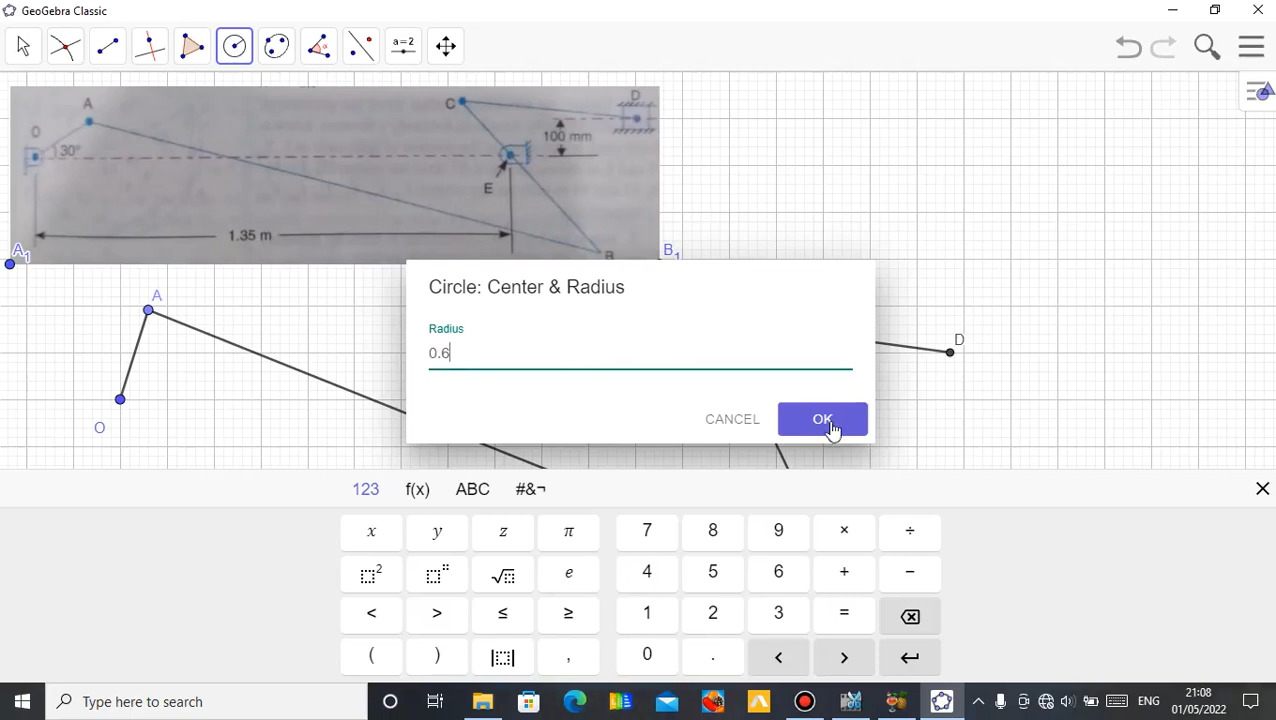 GeoGebra Classic
a=2
A
C
D
O
30°
100 mm
E
1.35 m
B
A1
B1
Circle: Center & Radius
A
Radius
0.6
D
CANCEL
OK
O
123
f(x)
ABC
#&¬
x
y
z
π
7
8
9
×
÷
2
√
e
4
5
6
+
−
<
>
≤
≥
1
2
3
=
(
)
,
0
.
<
>
Type here to search
ENG
21:08
01/05/2022